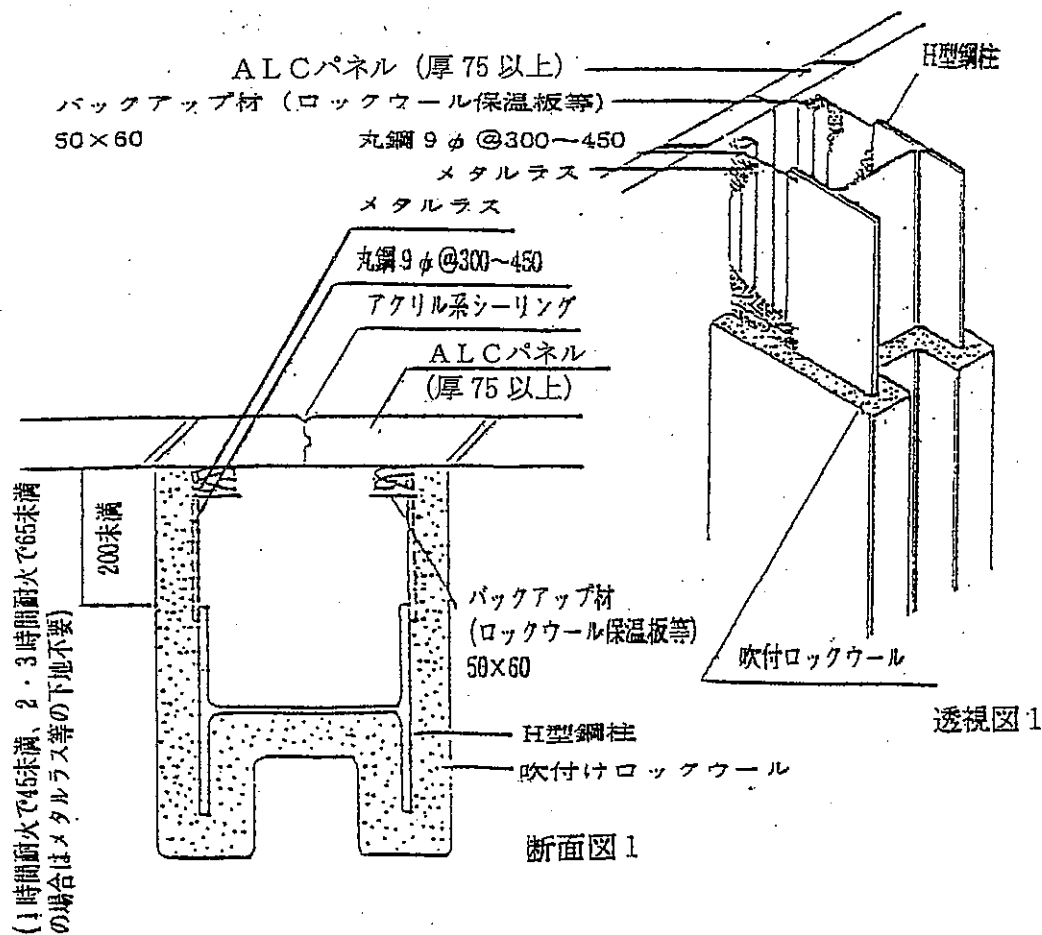 ALCパネル (厚75以上)
H型鋼柱
バックアップ材 (ロックウール保温板等)
50×60
丸鋼9φ@300〜450
メタルラス
メタルラス
丸鋼9φ@300〜450
アクリル系シーリング
ALCパネル
(厚75以上)
200未満
(1時間耐火で45未満、2・3時間耐火で65未満
の場合はメタルラス等の下地不要)
バックアップ材
(ロックウール保温板等)
50×60
H型鋼柱
吹付けロックウール
断面図1
吹付ロックウール
透視図1